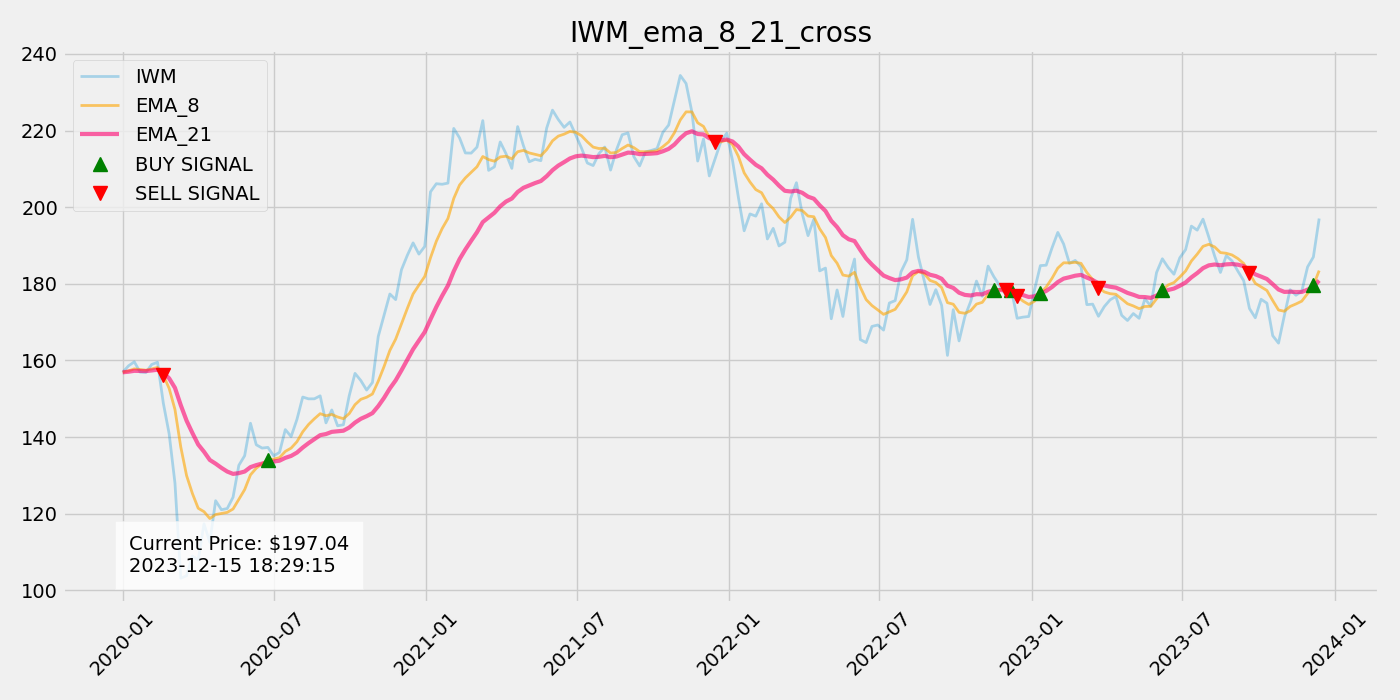 IWM_ema_8_21_cross
240
220
200
180
160
140
120
100
IWM
EMA_8
EMA_21
BUY SIGNAL
SELL SIGNAL
Current Price: $197.04
2023-12-15 18:29:15
2020-01
2020-07
2021-01
2021-07
2022-01
2022-07
2023-01
2023-07
2024-01